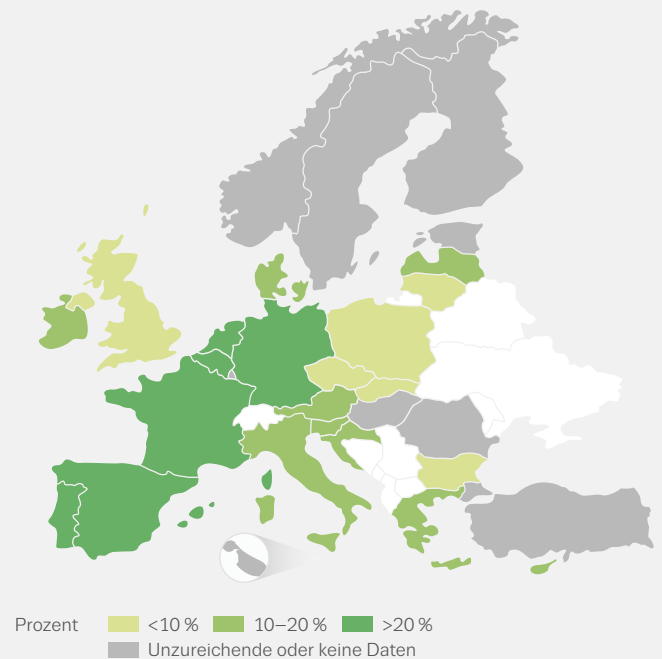 Prozent <10 % 10–20 % >20 %
Unzureichende oder keine Daten